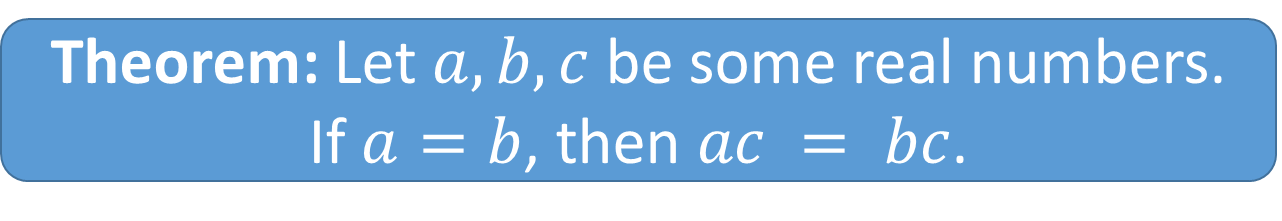 Theorem: Let a, b, c be some real numbers.
If a = b, then ac = bc.